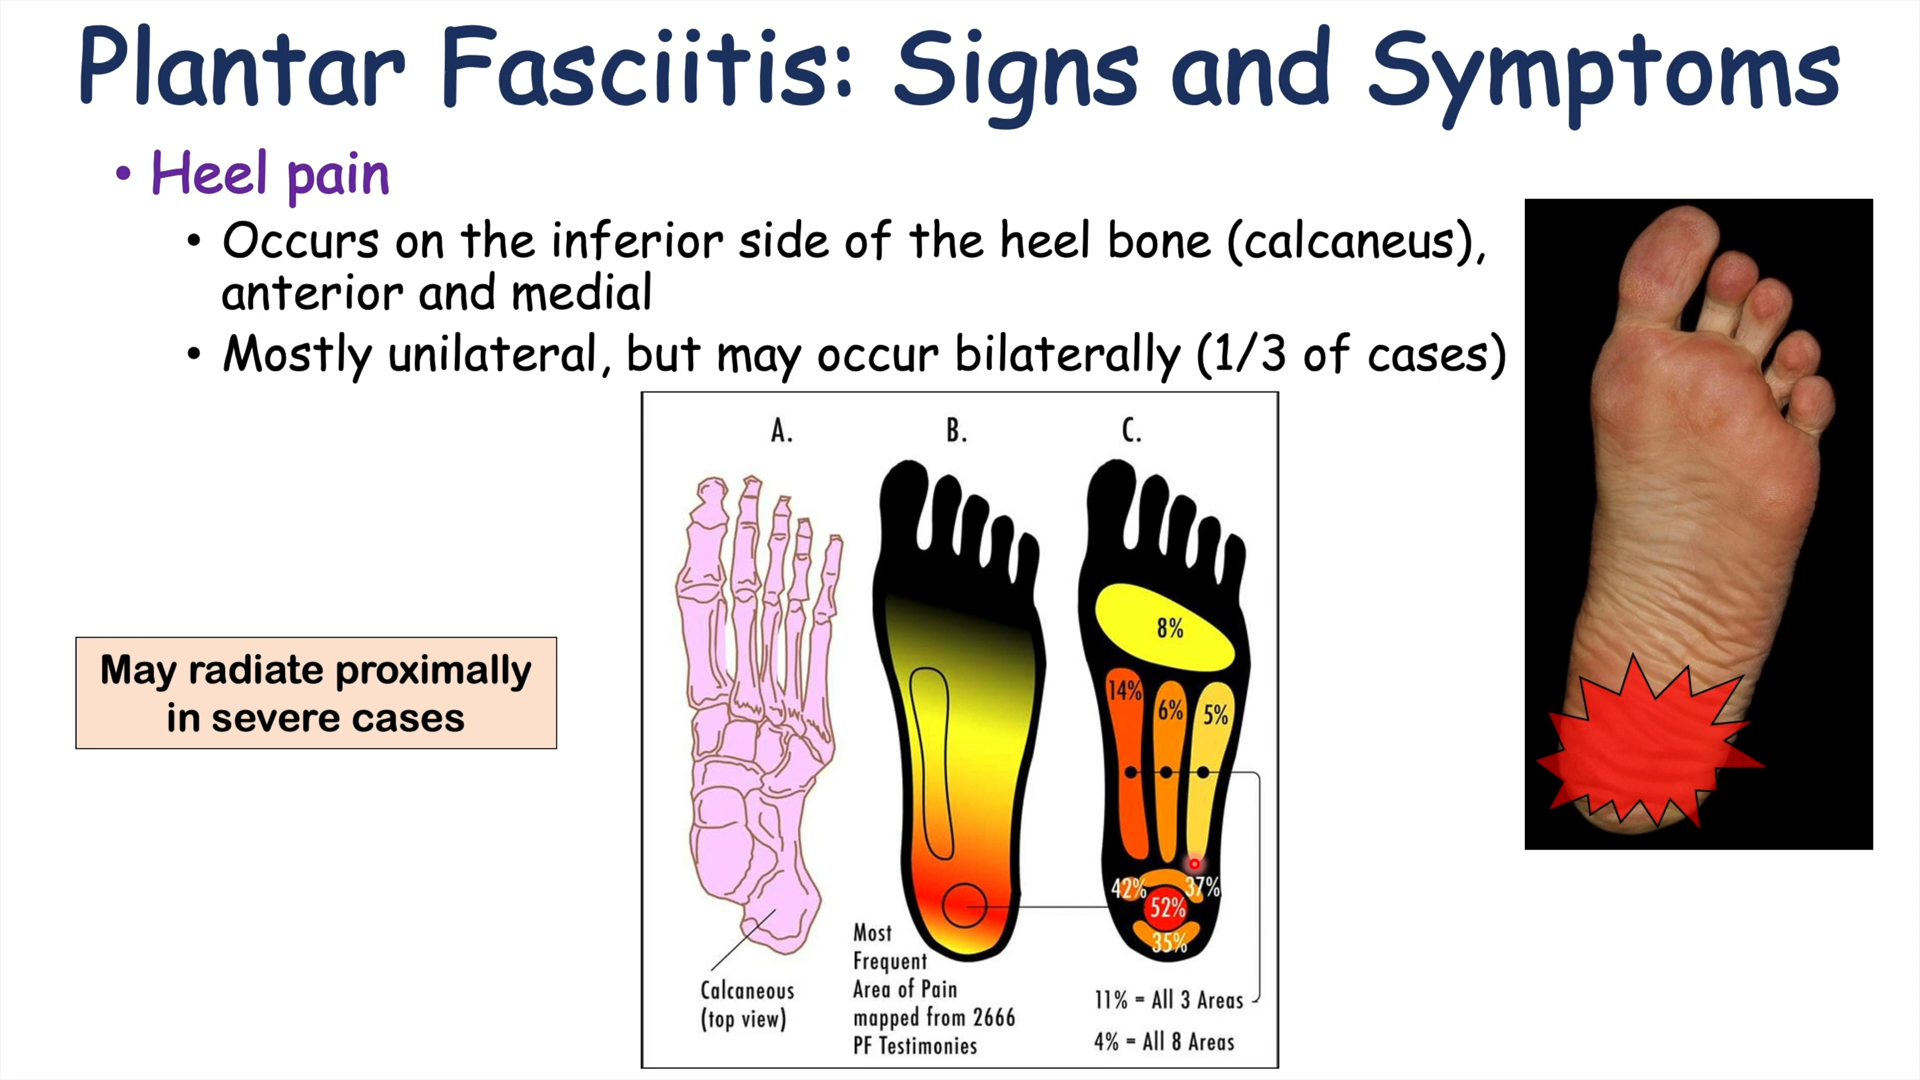 Plantar Fasciitis: Signs and Symptoms
• Heel pain
• Occurs on the inferior side of the heel bone (calcaneus),
anterior and medial
• Mostly unilateral, but may occur bilaterally (1/3 of cases)
May radiate proximally
in severe cases
A.
B.
C.
8%
14%
6%
5%
42%
37%
52%
35%
Calcaneous
(top view)
Most
Frequent
Area of Pain
mapped from 2666
PF Testimonies
11% = All 3 Areas
4% = All 8 Areas